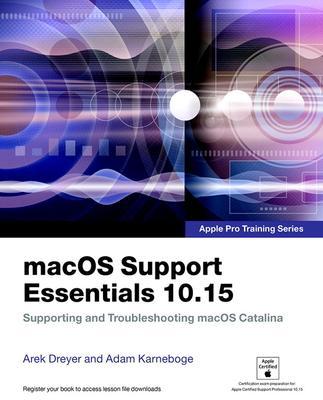 Apple Pro Training Series
macOS Support
Essentials 10.15
Supporting and Troubleshooting macOS Catalina
Arek Dreyer and Adam Karneboge
Apple
Certified
Register your book to access lesson file downloads.
Certification exam preparation for:
Apple Certified Support Professional 10.15